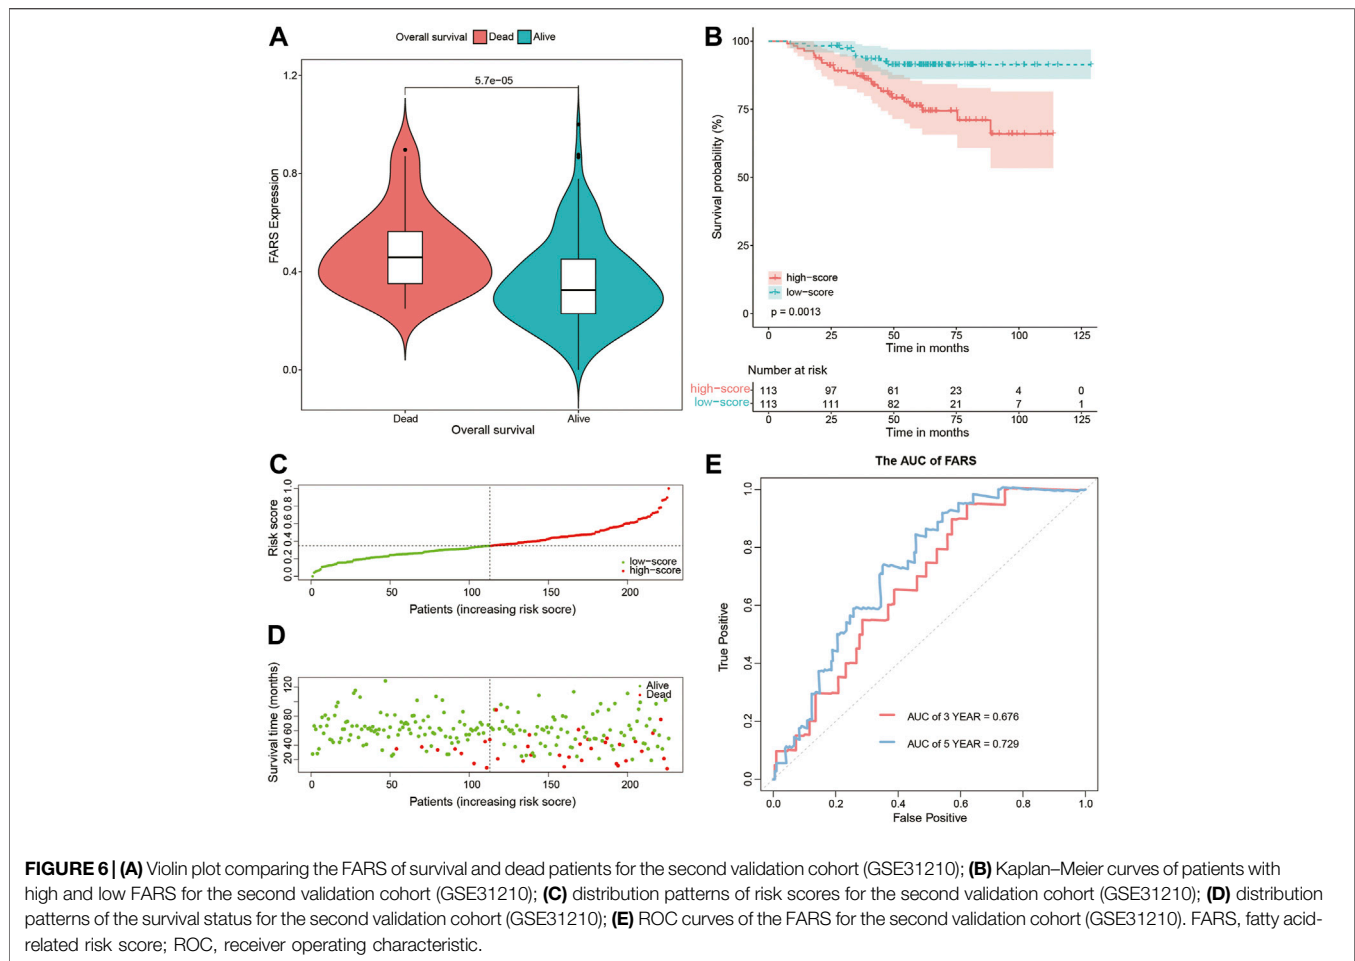 A
Overall survival Dead Alive
1.2
0.8
0.4
0.0
FARS Expression
5.7e−05
Dead Alive
Overall survival
B
100
75
50
25
0
Survival probability (%)
high−score
low−score
p = 0.0013
0 25 50 75 100 125
Time in months
Number at risk
high−score 113 97 61 23 4 0
low−score 113 111 82 21 7 1
0 25 50 75 100 125
Time in months
C
Risk score
0.0 0.2 0.4 0.6 0.8 1.0
low−score
high−score
0 50 100 150 200
Patients (increasing risk socre)
D
Survival time (months)
20 40 60 80 120
Alive
Dead
0 50 100 150 200
Patients (increasing risk socre)
E
The AUC of FARS
True Positive
0.0 0.2 0.4 0.6 0.8 1.0
AUC of 3 YEAR = 0.676
AUC of 5 YEAR = 0.729
0.0 0.2 0.4 0.6 0.8 1.0
False Positive
FIGURE 6 | (A) Violin plot comparing the FARS of survival and dead patients for the second validation cohort (GSE31210); (B) Kaplan–Meier curves of patients with
high and low FARS for the second validation cohort (GSE31210); (C) distribution patterns of risk scores for the second validation cohort (GSE31210); (D) distribution
patterns of the survival status for the second validation cohort (GSE31210); (E) ROC curves of the FARS for the second validation cohort (GSE31210). FARS, fatty acid-
related risk score; ROC, receiver operating characteristic.